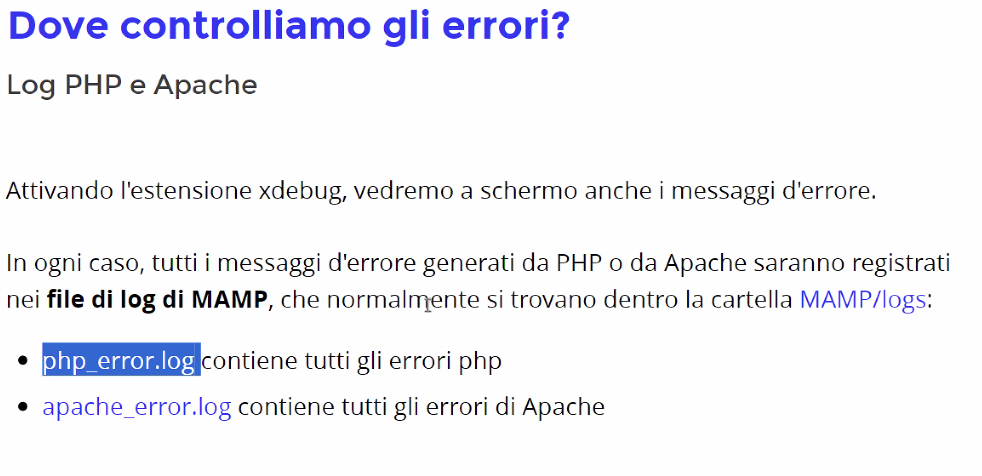 Dove controlliamo gli errori?
Log PHP e Apache
Attivando l'estensione xdebug, vedremo a schermo anche i messaggi d'errore.
In ogni caso, tutti i messaggi d'errore generati da PHP o da Apache saranno registrati
nei file di log di MAMP, che normalmente si trovano dentro la cartella MAMP/logs:
• php_error.log contiene tutti gli errori php
• apache_error.log contiene tutti gli errori di Apache